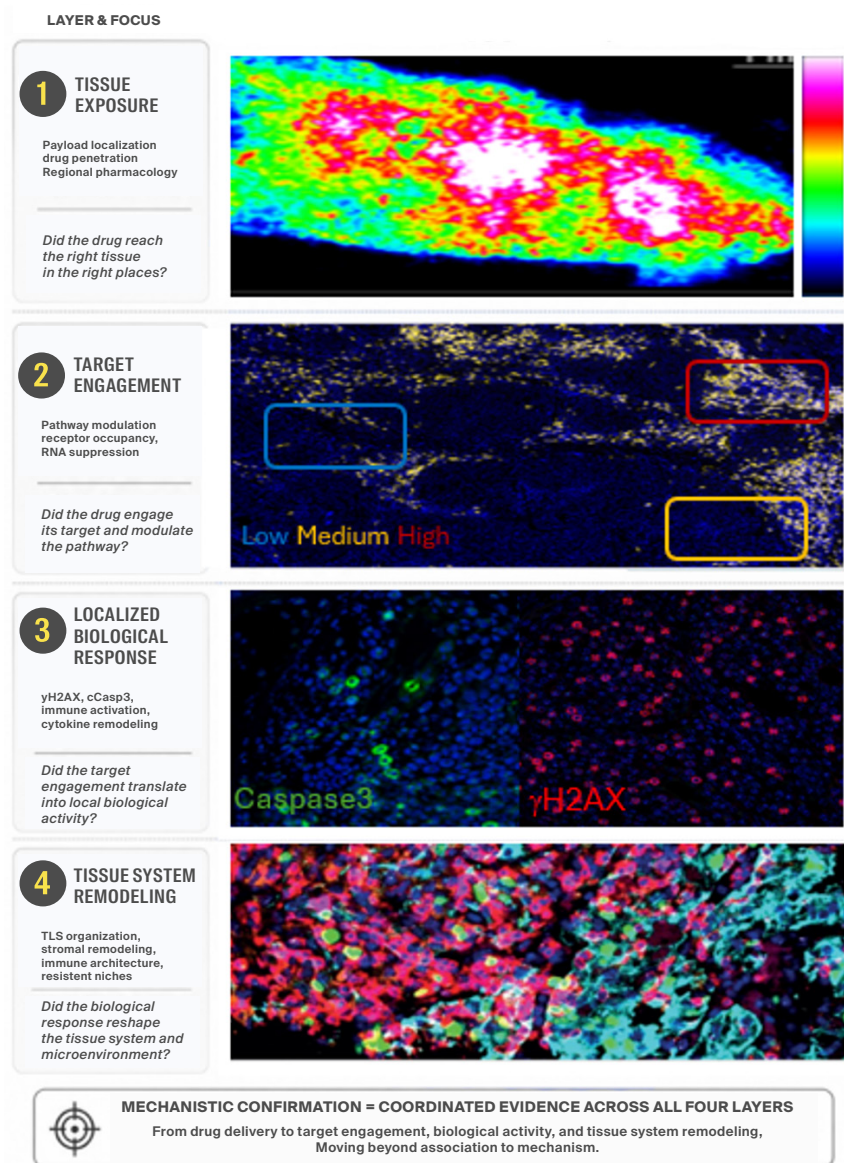 LAYER & FOCUS
1
TISSUE
EXPOSURE
Payload localization
drug penetration
Regional pharmacology
Did the drug reach
the right tissue
in the right places?
2
TARGET
ENGAGEMENT
Pathway modulation
receptor occupancy,
RNA suppression
Did the drug engage
its target and modulate
the pathway?
Low Medium High
3
LOCALIZED
BIOLOGICAL
RESPONSE
γH2AX, cCasp3,
immune activation,
cytokine remodeling
Did the target
engagement translate
into local biological
activity?
Caspase3
γH2AX
4
TISSUE SYSTEM
REMODELING
TLS organization,
stromal remodeling,
immune architecture,
resistent niches
Did the biological
response reshape
the tissue system and
microenvironment?
MECHANISTIC CONFIRMATION = COORDINATED EVIDENCE ACROSS ALL FOUR LAYERS
From drug delivery to target engagement, biological activity, and tissue system remodeling,
Moving beyond association to mechanism.